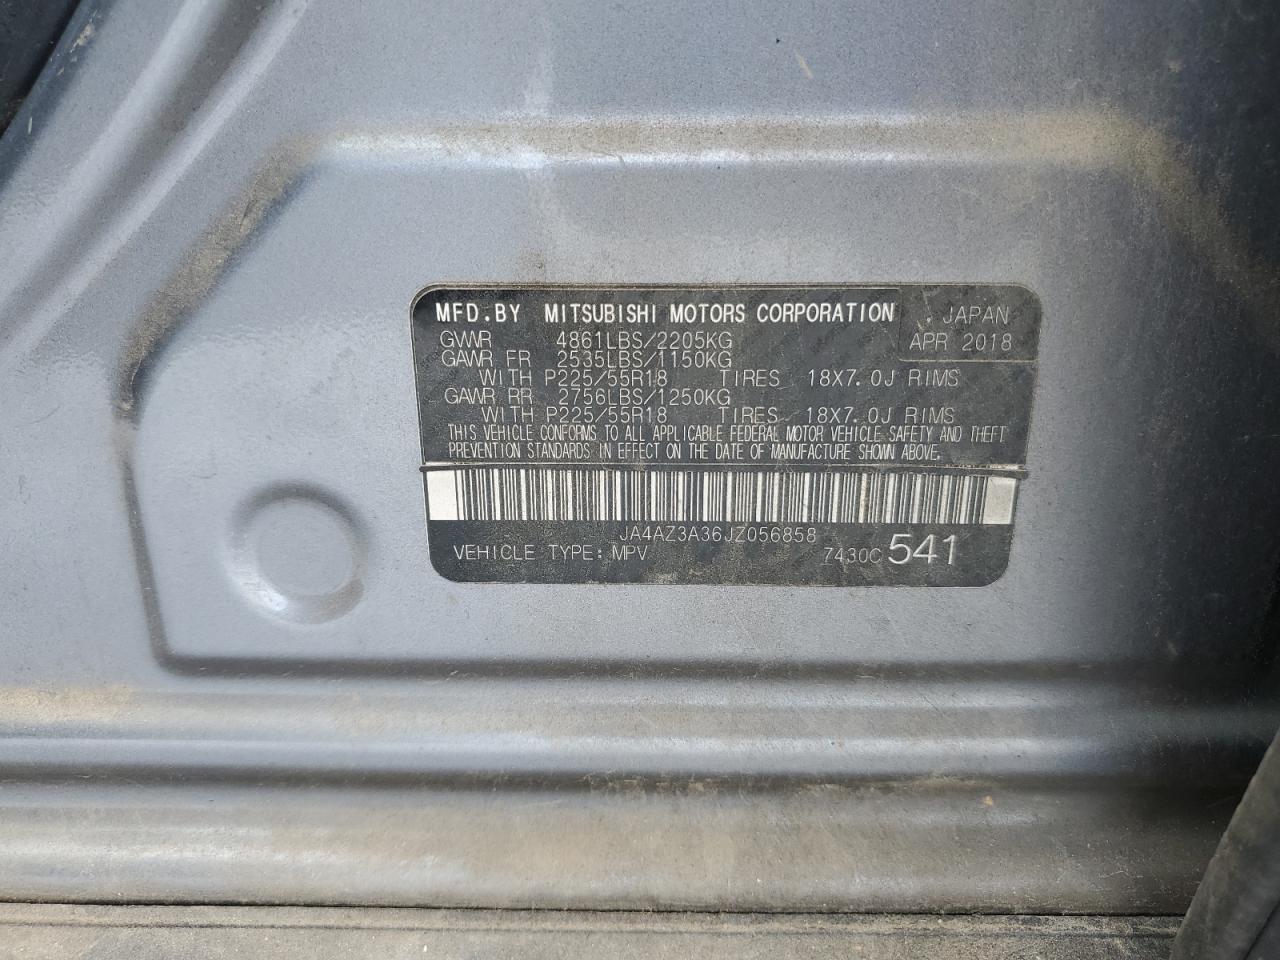 MFD.BY MITSUBISHI MOTORS CORPORATION JAPAN
GVWR 4861LBS/2205KG APR 2018
GAWR FR 2535LBS/1150KG
WITH P225/55R18 TIRES 18X7.0J RIMS
GAWR RR 2756LBS/1250KG
WITH P225/55R18 TIRES 18X7.0J RIMS
THIS VEHICLE CONFORMS TO ALL APPLICABLE FEDERAL MOTOR VEHICLE SAFETY AND THEFT
PREVENTION STANDARDS IN EFFECT ON THE DATE OF MANUFACTURE SHOWN ABOVE.
JA4AZ3A36JZ056858
VEHICLE TYPE: MPV 7430C 541